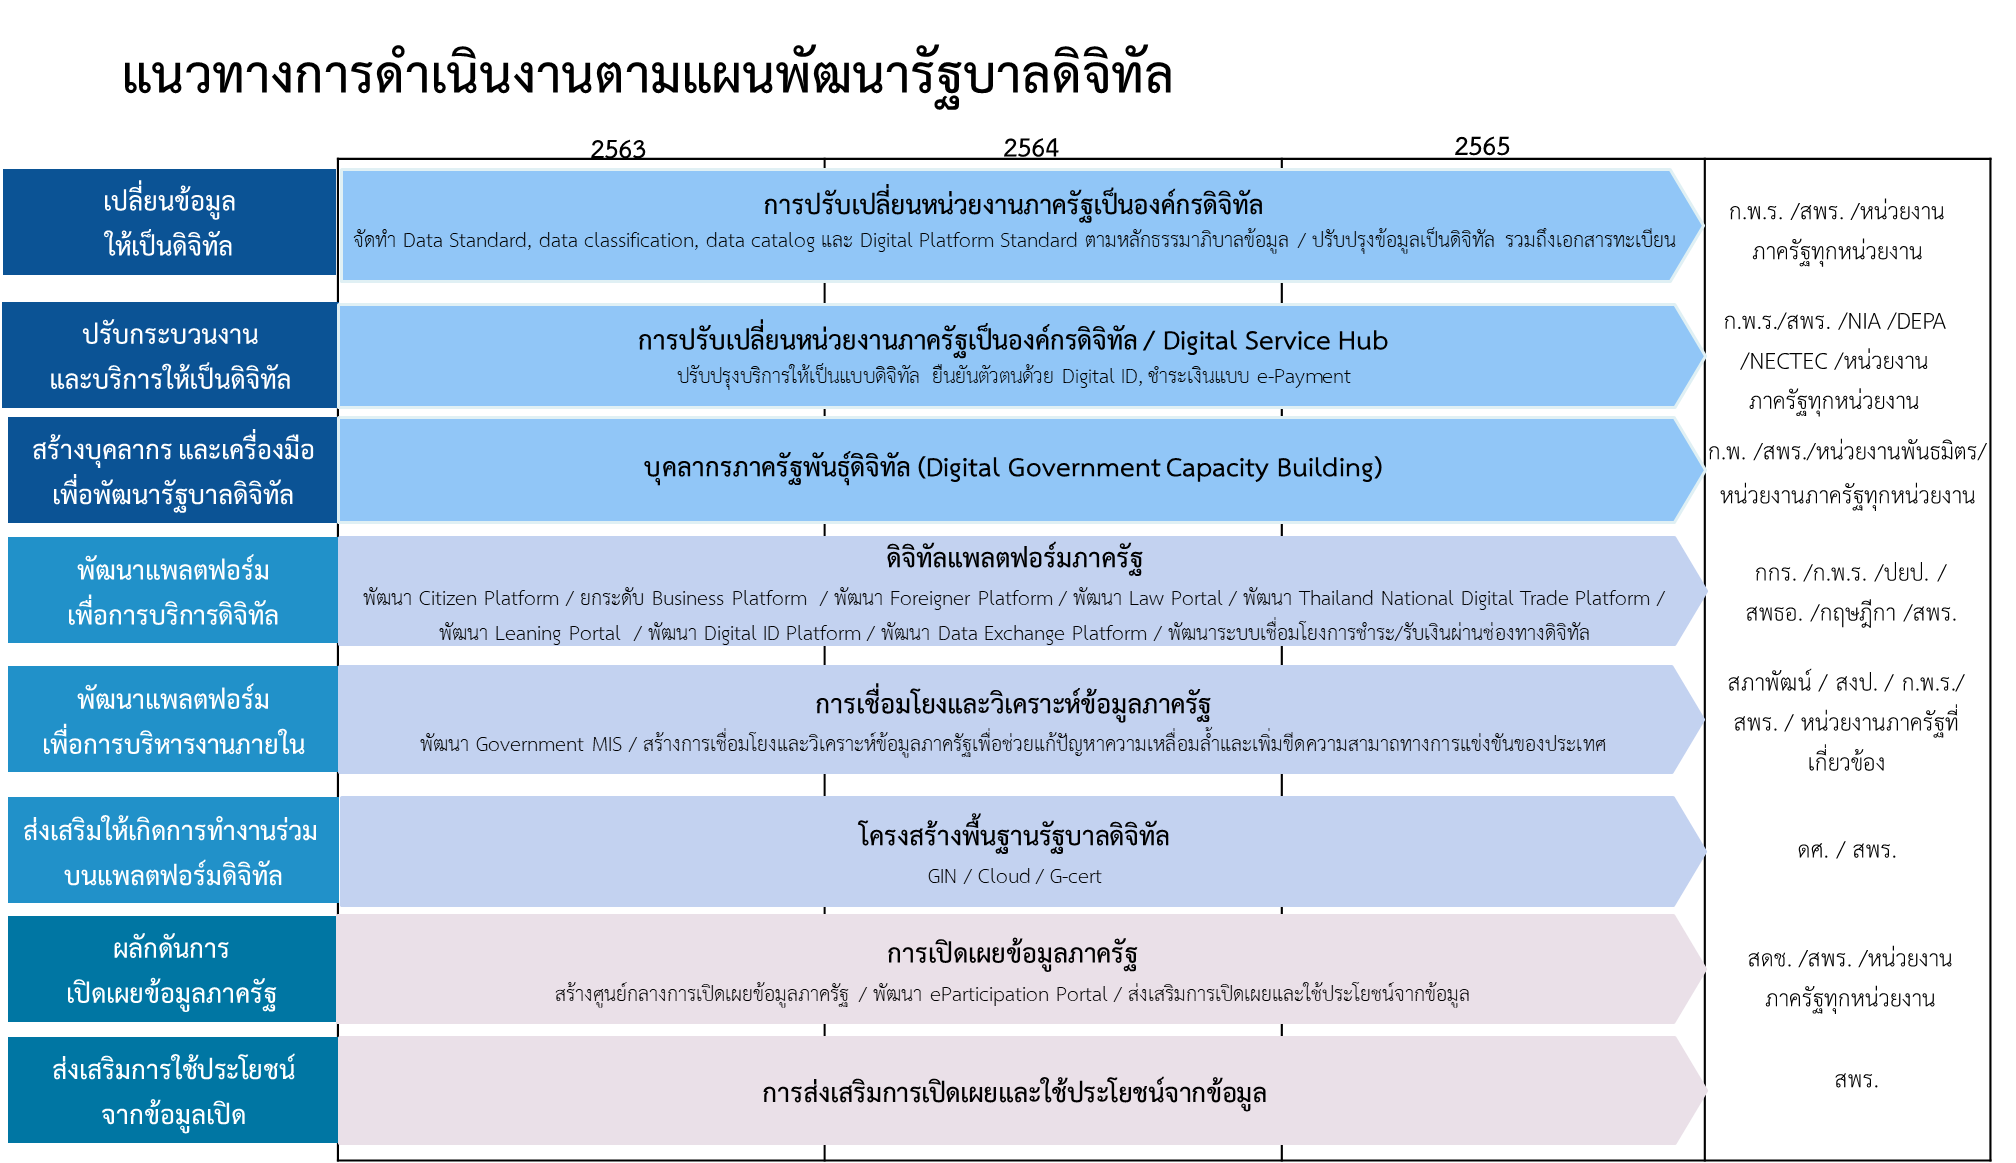 แนวทางการดำเนินงานตามแผนพัฒนารัฐบาลดิจิทัล
2563
2564
2565
เปลี่ยนข้อมูล
ให้เป็นดิจิทัล
การปรับเปลี่ยนหน่วยงานภาครัฐเป็นองค์กรดิจิทัล
จัดทำ Data Standard, data classification, data catalog และ Digital Platform Standard ตามหลักธรรมาภิบาลข้อมูล / ปรับปรุงข้อมูลเป็นดิจิทัล รวมถึงเอกสารทะเบียน
ก.พ.ร. /สพร. /หน่วยงาน
ภาครัฐทุกหน่วยงาน
ปรับกระบวนงาน
และบริการให้เป็นดิจิทัล
การปรับเปลี่ยนหน่วยงานภาครัฐเป็นองค์กรดิจิทัล / Digital Service Hub
ปรับปรุงบริการให้เป็นแบบดิจิทัล ยืนยันตัวตนด้วย Digital ID, ชำระเงินแบบ e-Payment
ก.พ.ร./สพร. /NIA /DEPA
/NECTEC /หน่วยงาน
ภาครัฐทุกหน่วยงาน
สร้างบุคลากร และเครื่องมือ
เพื่อพัฒนารัฐบาลดิจิทัล
บุคลากรภาครัฐพันธุ์ดิจิทัล (Digital Government Capacity Building)
ก.พ. /สพร./หน่วยงานพันธมิตร/
หน่วยงานภาครัฐทุกหน่วยงาน
พัฒนาแพลตฟอร์ม
เพื่อการบริการดิจิทัล
ดิจิทัลแพลตฟอร์มภาครัฐ
พัฒนา Citizen Platform / ยกระดับ Business Platform / พัฒนา Foreigner Platform / พัฒนา Law Portal / พัฒนา Thailand National Digital Trade Platform /
พัฒนา Leaning Portal / พัฒนา Digital ID Platform / พัฒนา Data Exchange Platform / พัฒนาระบบเชื่อมโยงการชำระ/รับเงินผ่านช่องทางดิจิทัล
กกร. /ก.พ.ร. /ปยป. /
สพธอ. /กฤษฎีกา /สพร.
พัฒนาแพลตฟอร์ม
เพื่อการบริหารงานภายใน
การเชื่อมโยงและวิเคราะห์ข้อมูลภาครัฐ
พัฒนา Government MIS / สร้างการเชื่อมโยงและวิเคราะห์ข้อมูลภาครัฐเพื่อช่วยแก้ปัญหาความเหลื่อมล้ำและเพิ่มขีดความสามาถทางการแข่งขันของประเทศ
สภาพัฒน์ / สงป. / ก.พ.ร./
สพร. / หน่วยงานภาครัฐที่
เกี่ยวข้อง
ส่งเสริมให้เกิดการทำงานร่วม
บนแพลตฟอร์มดิจิทัล
โครงสร้างพื้นฐานรัฐบาลดิจิทัล
GIN / Cloud / G-cert
ดศ. / สพร.
ผลักดันการ
เปิดเผยข้อมูลภาครัฐ
การเปิดเผยข้อมูลภาครัฐ
สร้างศูนย์กลางการเปิดเผยข้อมูลภาครัฐ / พัฒนา eParticipation Portal / ส่งเสริมการเปิดเผยและใช้ประโยชน์จากข้อมูล
สดช. /สพร. /หน่วยงาน
ภาครัฐทุกหน่วยงาน
ส่งเสริมการใช้ประโยชน์
จากข้อมูลเปิด
การส่งเสริมการเปิดเผยและใช้ประโยชน์จากข้อมูล
สพร.